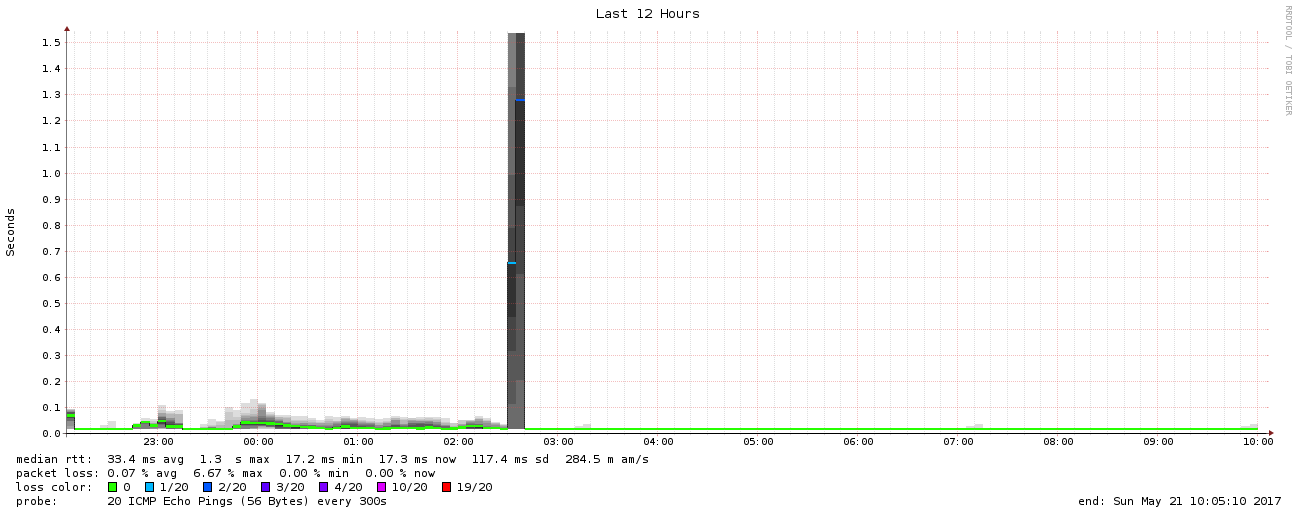 Last 12 Hours
RRDTOOL / TOBI OETIKER
Seconds
1.5
1.4
1.3
1.2
1.1
1.0
0.9
0.8
0.7
0.6
0.5
0.4
0.3
0.2
0.1
0.0
23:00 00:00 01:00 02:00 03:00 04:00 05:00 06:00 07:00 08:00 09:00 10:00
median rtt: 33.4 ms avg 1.3 s max 17.2 ms min 17.3 ms now 117.4 ms sd 284.5 m am/s
packet loss: 0.07 % avg 6.67 % max 0.00 % min 0.00 % now
loss color: 0 1/20 2/20 3/20 4/20 10/20 19/20
probe: 20 ICMP Echo Pings (56 Bytes) every 300s end: Sun May 21 10:05:10 2017